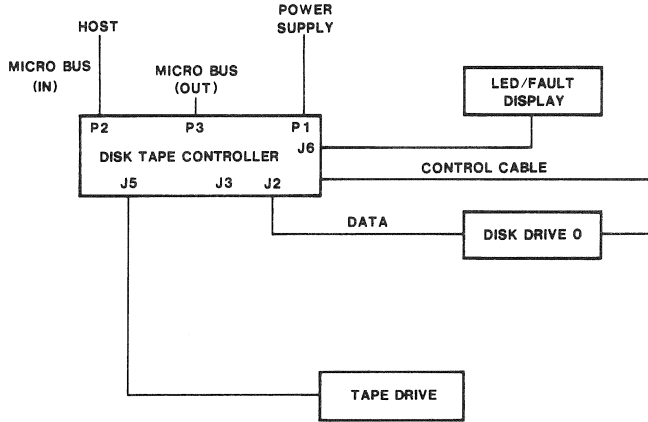 HOST
POWER
SUPPLY
MICRO BUS
(IN)
MICRO BUS
(OUT)
LED/FAULT
DISPLAY
P2
P3
P1
J6
DISK TAPE CONTROLLER
J5
J3
J2
CONTROL CABLE
DATA
DISK DRIVE 0
TAPE DRIVE